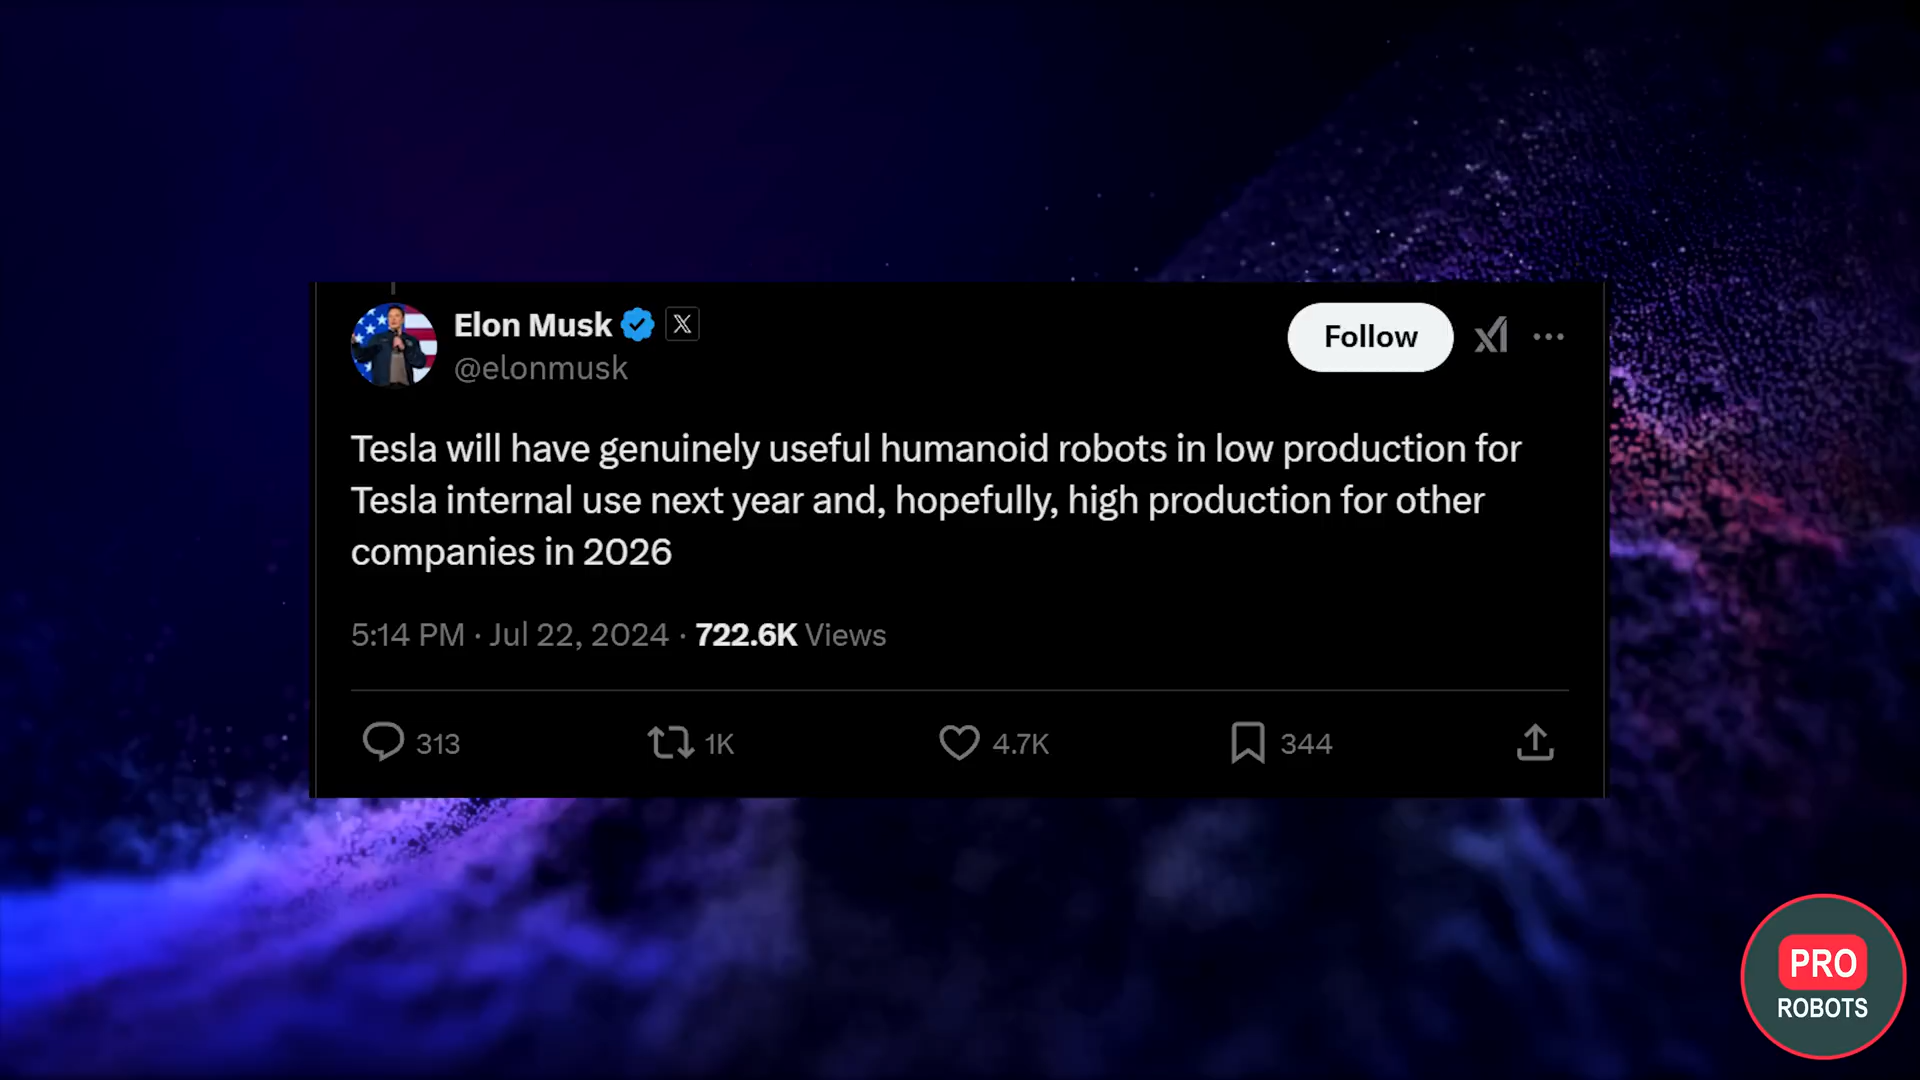 Elon Musk X
@elonmusk
Follow
Tesla will have genuinely useful humanoid robots in low production for
Tesla internal use next year and, hopefully, high production for other
companies in 2026
5:14 PM · Jul 22, 2024 · 722.6K Views
313 1K 4.7K 344
PRO
ROBOTS